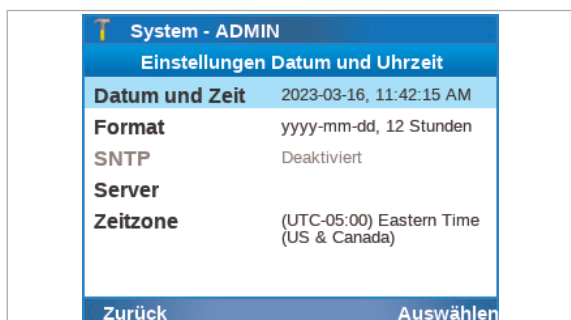 System - ADMIN
Einstellungen Datum und Uhrzeit
Datum und Zeit 2023-03-16, 11:42:15 AM
Format yyyy-mm-dd, 12 Stunden
SNTP Deaktiviert
Server
Zeitzone (UTC-05:00) Eastern Time
(US & Canada)
Zurück Auswählen